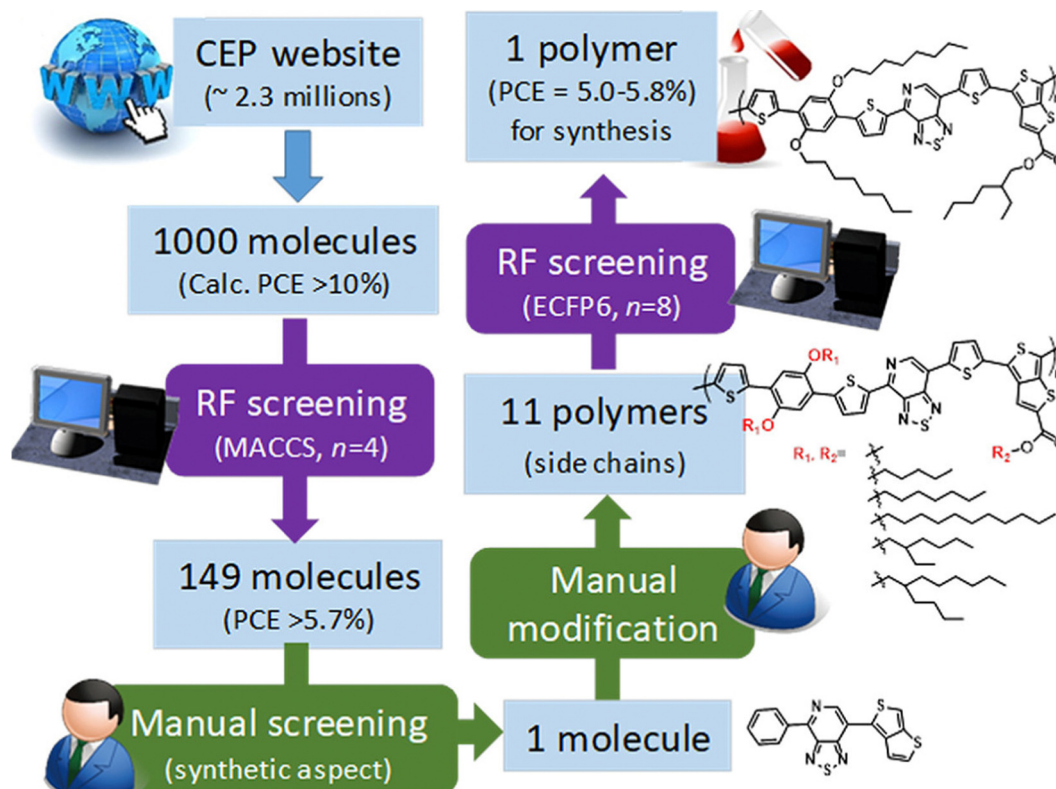 WWW
CEP website
(~ 2.3 millions)
1000 molecules
(Calc. PCE >10%)
RF screening
(MACCS, n=4)
149 molecules
(PCE >5.7%)
Manual screening
(synthetic aspect)
1 molecule
N
N
S
N
S
S
Manual
modification
11 polymers
(side chains)
OR₁
R₁O
S
S
N
N
S
N
S
S
S
O
R₂-O
R₁, R₂=
RF screening
(ECFP6, n=8)
1 polymer
(PCE = 5.0-5.8%)
for synthesis
O
O
S
S
N
N
S
N
S
S
S
O